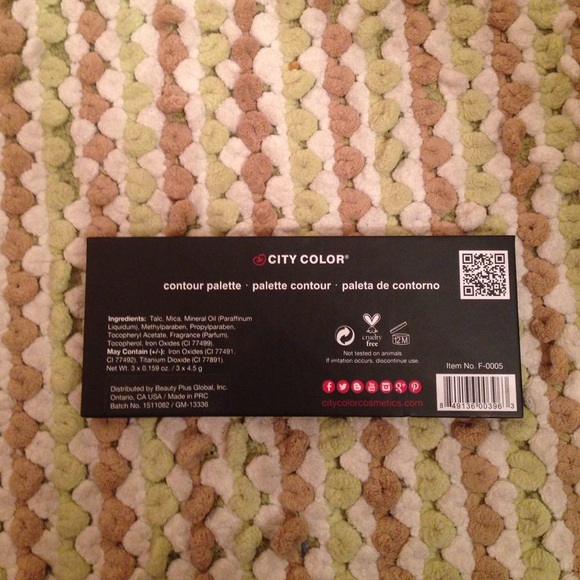 CITY COLOR®
contour palette · palette contour · paleta de contorno
Ingredients: Talc, Mica, Mineral Oil (Paraffinum
Liquidum), Methylparaben, Propylparaben,
Tocopheryl Acetate, Fragrance (Parfum),
Tocopherol, Iron Oxides (CI 77499).
May Contain (+/-): Iron Oxides (CI 77491,
CI 77492), Titanium Dioxide (CI 77891).
Net Wt. 3 x 0.159 oz. / 3 x 4.5 g
Distributed by Beauty Plus Global, Inc.
Ontario, CA USA / Made in PRC
Batch No. 1511082 / GM-13336
cruelty
free
12M
Not tested on animals
If irritation occurs, discontinue use.
citycolorcosmetics.com
Item No. F-0005
8 49136 00396 3